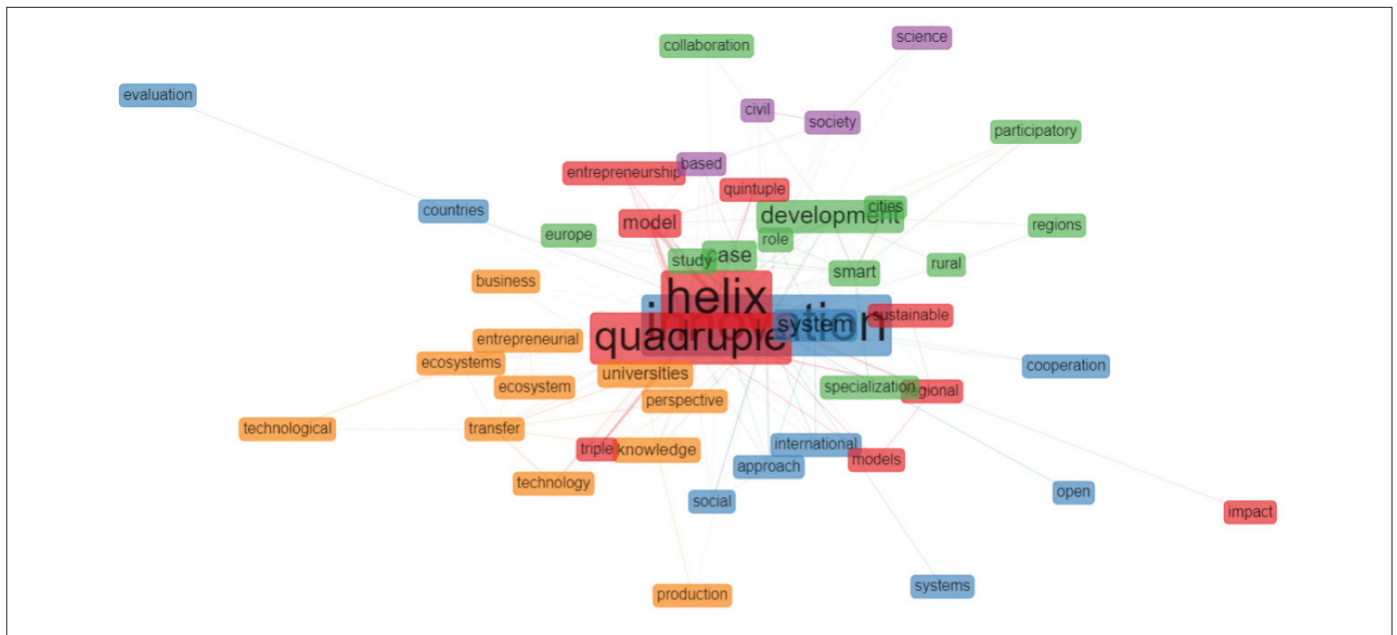 science
collaboration
evaluation
civil
society
participatory
based
entrepreneurship
quintuple
cities
countries
development
model
regions
europe
role
case
study
rural
smart
business
helix
sustainable
innovation
system
quadruple
entrepreneurial
ecosystems
cooperation
universities
ecosystem
specialization
regional
perspective
technological
transfer
international
triple
knowledge
models
approach
technology
open
social
impact
systems
production